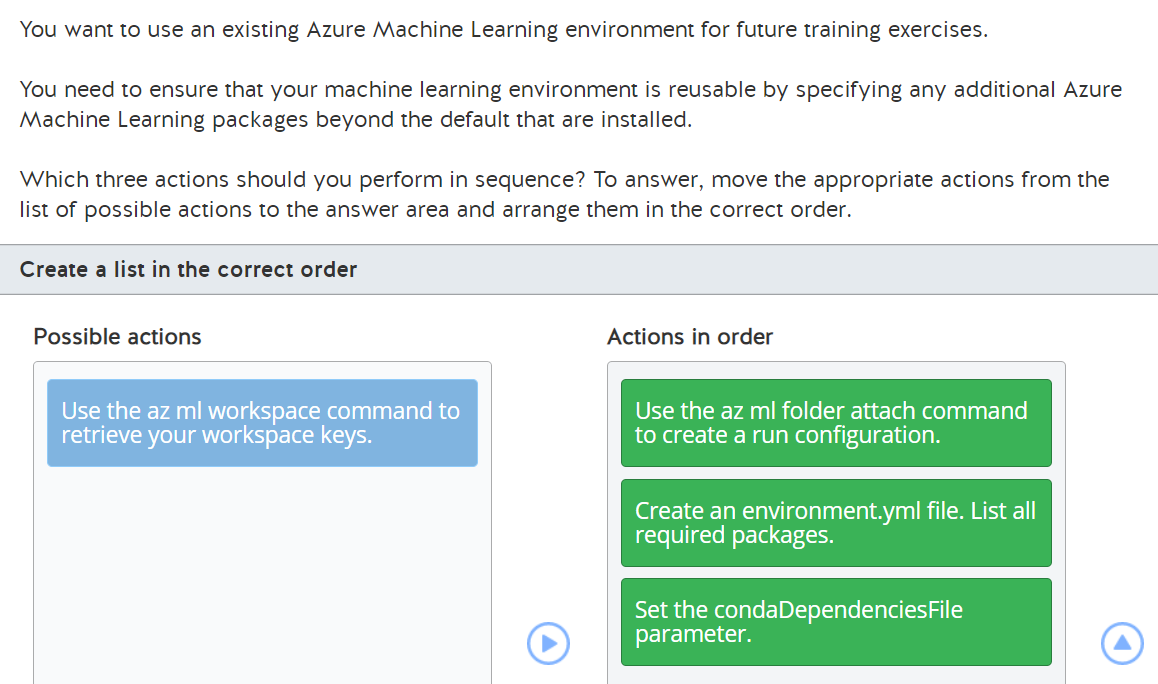 You want to use an existing Azure Machine Learning environment for future training exercises.
You need to ensure that your machine learning environment is reusable by specifying any additional Azure
Machine Learning packages beyond the default that are installed.
Which three actions should you perform in sequence? To answer, move the appropriate actions from the
list of possible actions to the answer area and arrange them in the correct order.
Create a list in the correct order
Possible actions
Use the az ml workspace command to
retrieve your workspace keys.
Actions in order
Use the az ml folder attach command
to create a run configuration.
Create an environment.yml file. List all
required packages.
Set the condaDependenciesFile
parameter.